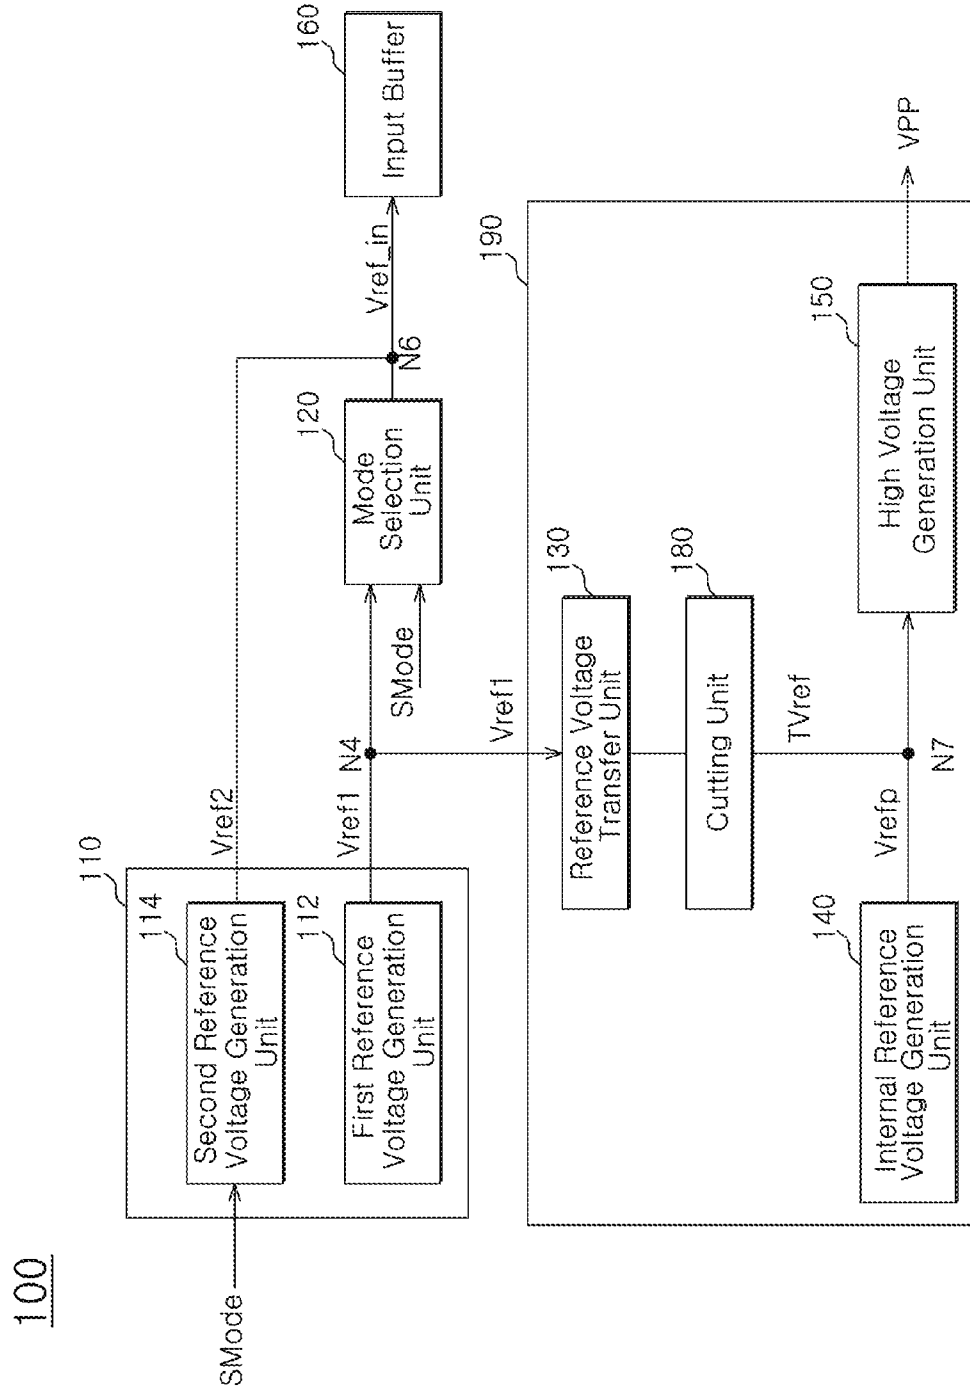 100
110
114
Second Reference
Voltage Generation
Unit
SMode
112
First Reference
Voltage Generation
Unit
Vref2
Vref1
N4
SMode
120
Mode
Selection
Unit
N6
Vref_in
160
Input Buffer
190
Vref1
130
Reference Voltage
Transfer Unit
180
Cutting Unit
TVref
140
Internal Reference
Voltage Generation
Unit
Vrefp
N7
150
High Voltage
Generation Unit
VPP